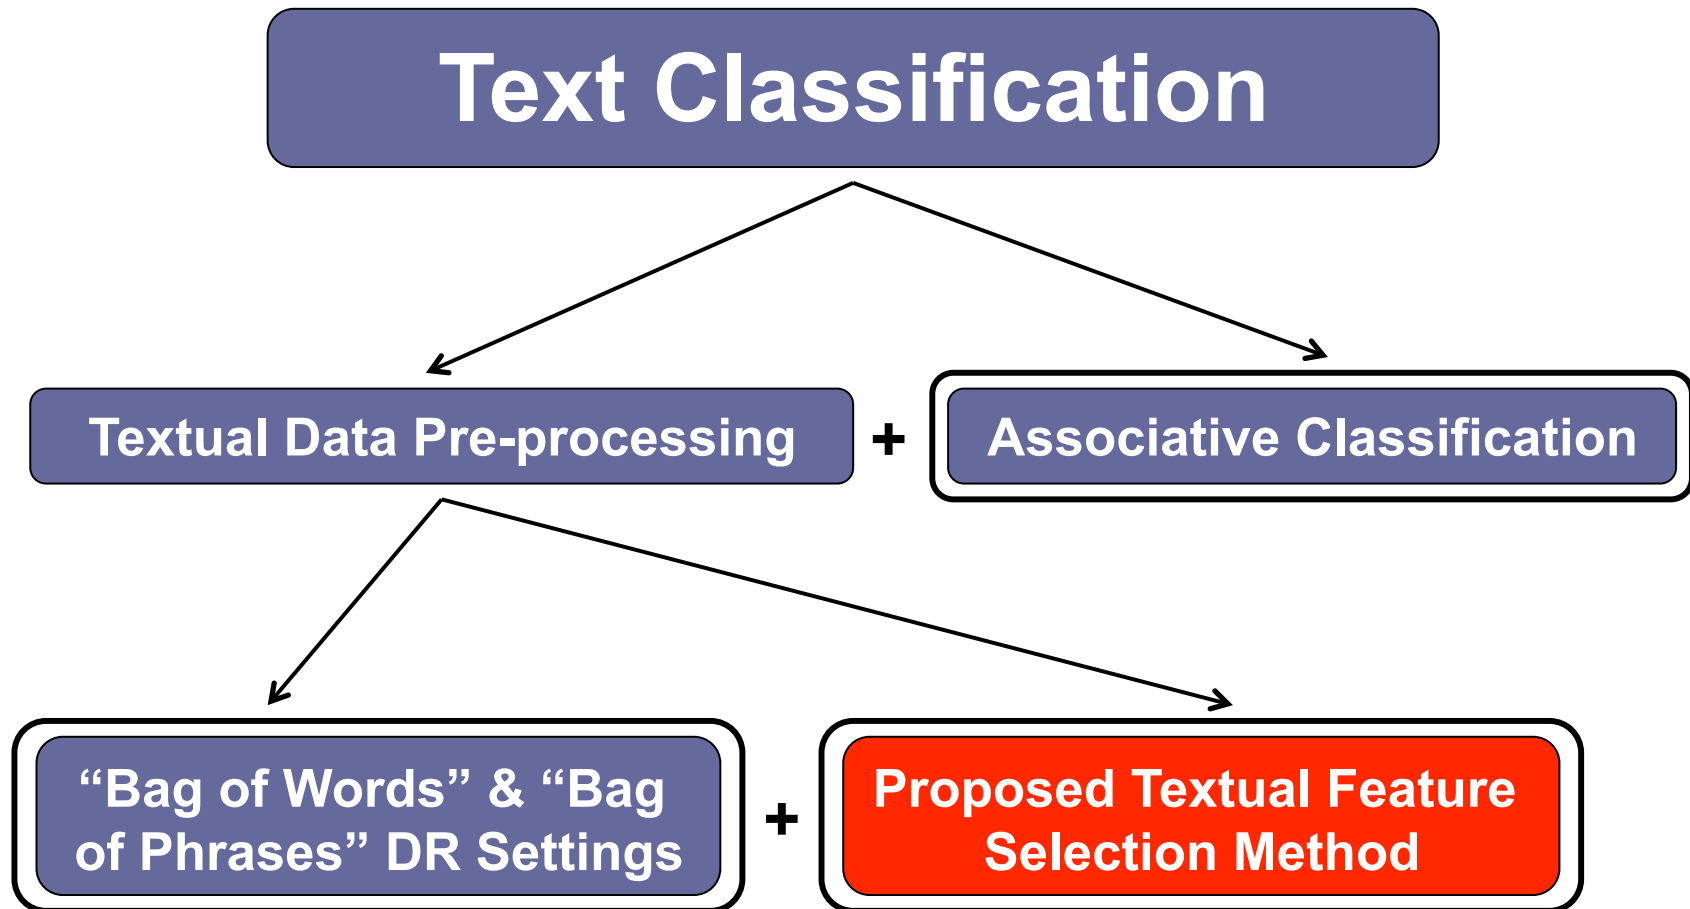 Text Classification
Textual Data Pre-processing
+
Associative Classification
“Bag of Words” & “Bag
of Phrases” DR Settings
+
Proposed Textual Feature
Selection Method